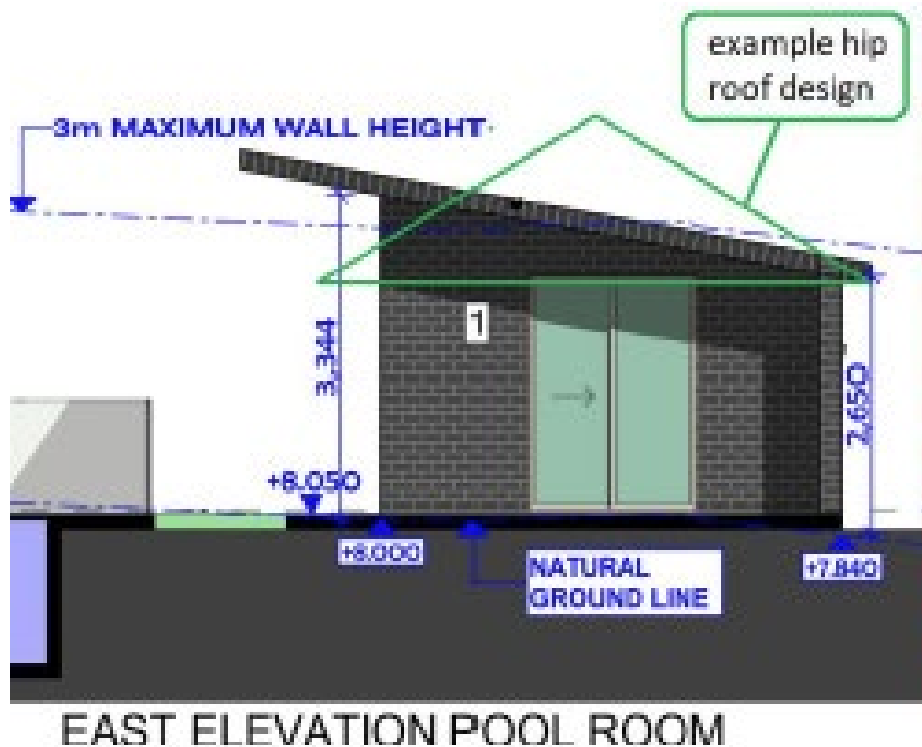 example hip
roof design
3m MAXIMUM WALL HEIGHT
1
3,344
2,650
+8.050
+8.000
+7.840
NATURAL
GROUND LINE
EAST ELEVATION POOL ROOM